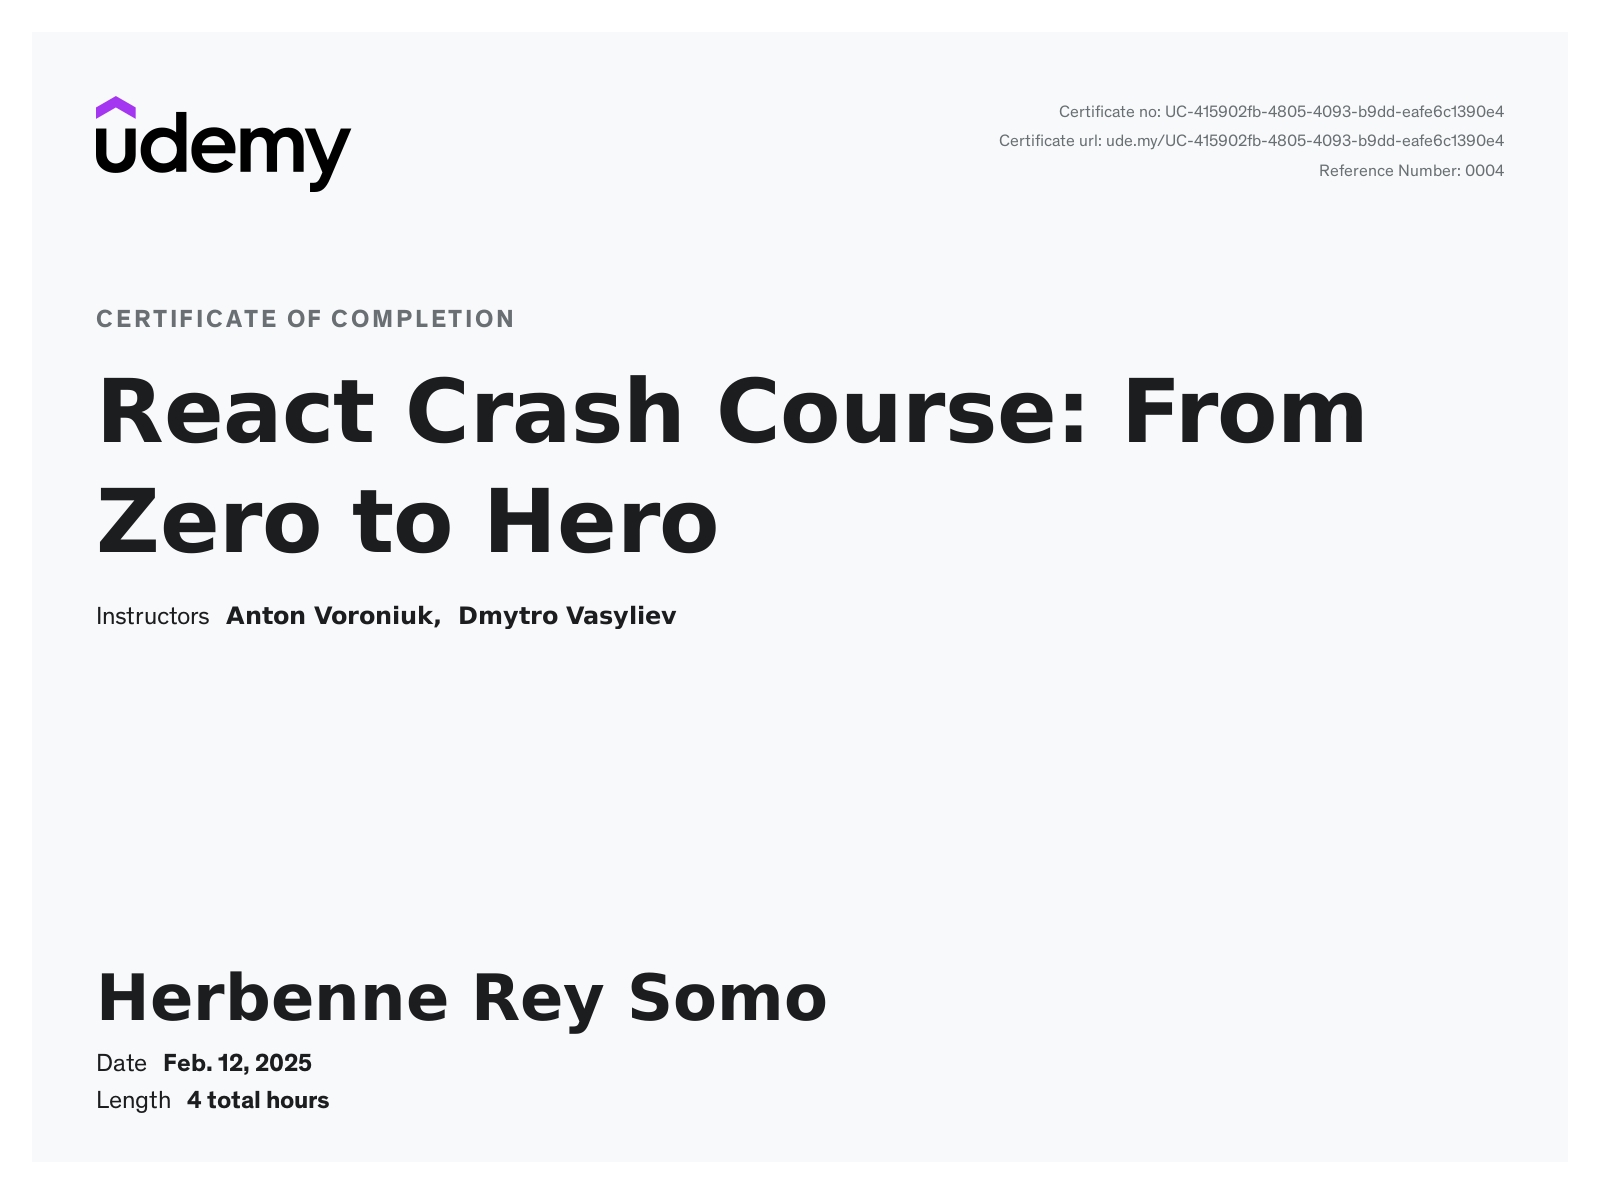 udemy
Certificate no: UC-415902fb-4805-4093-b9dd-eafe6c1390e4
Certificate url: ude.my/UC-415902fb-4805-4093-b9dd-eafe6c1390e4
Reference Number: 0004
CERTIFICATE OF COMPLETION
React Crash Course: From
Zero to Hero
Instructors Anton Voroniuk, Dmytro Vasyliev
Herbenne Rey Somo
Date Feb. 12, 2025
Length 4 total hours